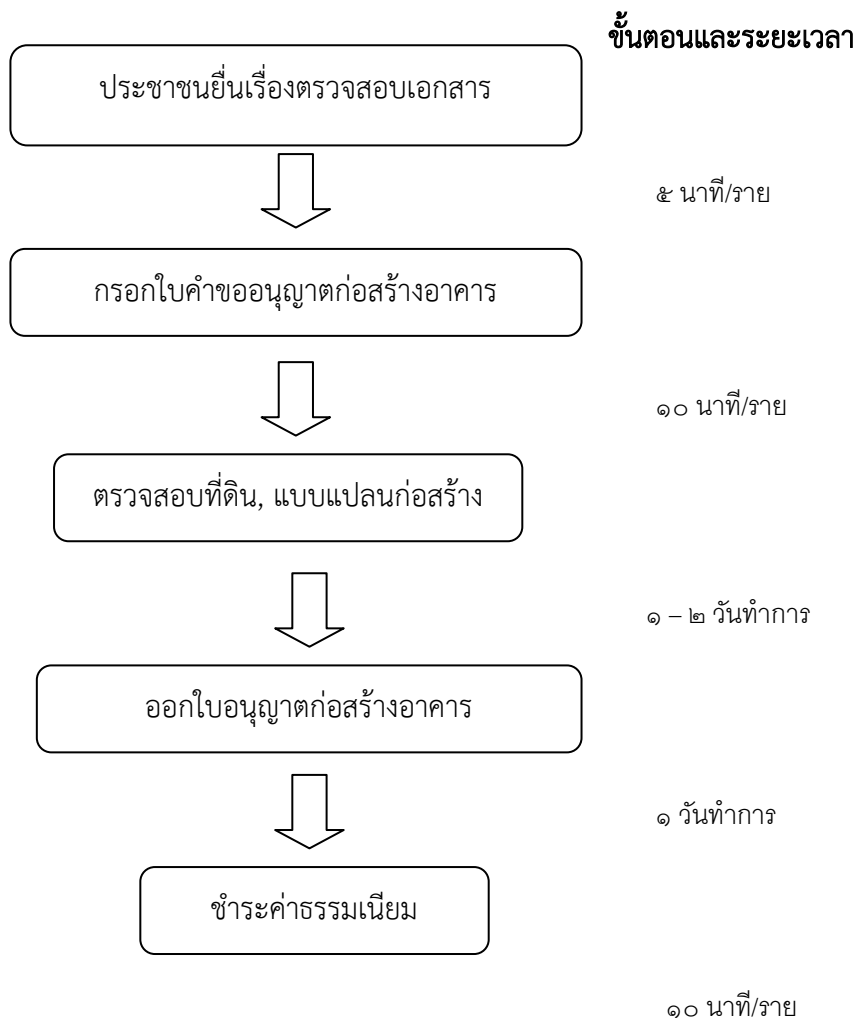 ขั้นตอนและระยะเวลา
ประชาชนยื่นเรื่องตรวจสอบเอกสาร
๕ นาที/ราย
กรอกใบคำขออนุญาตก่อสร้างอาคาร
๑๐ นาที/ราย
ตรวจสอบที่ดิน, แบบแปลนก่อสร้าง
๑ – ๒ วันทำการ
ออกใบอนุญาตก่อสร้างอาคาร
๑ วันทำการ
ชำระค่าธรรมเนียม
๑๐ นาที/ราย